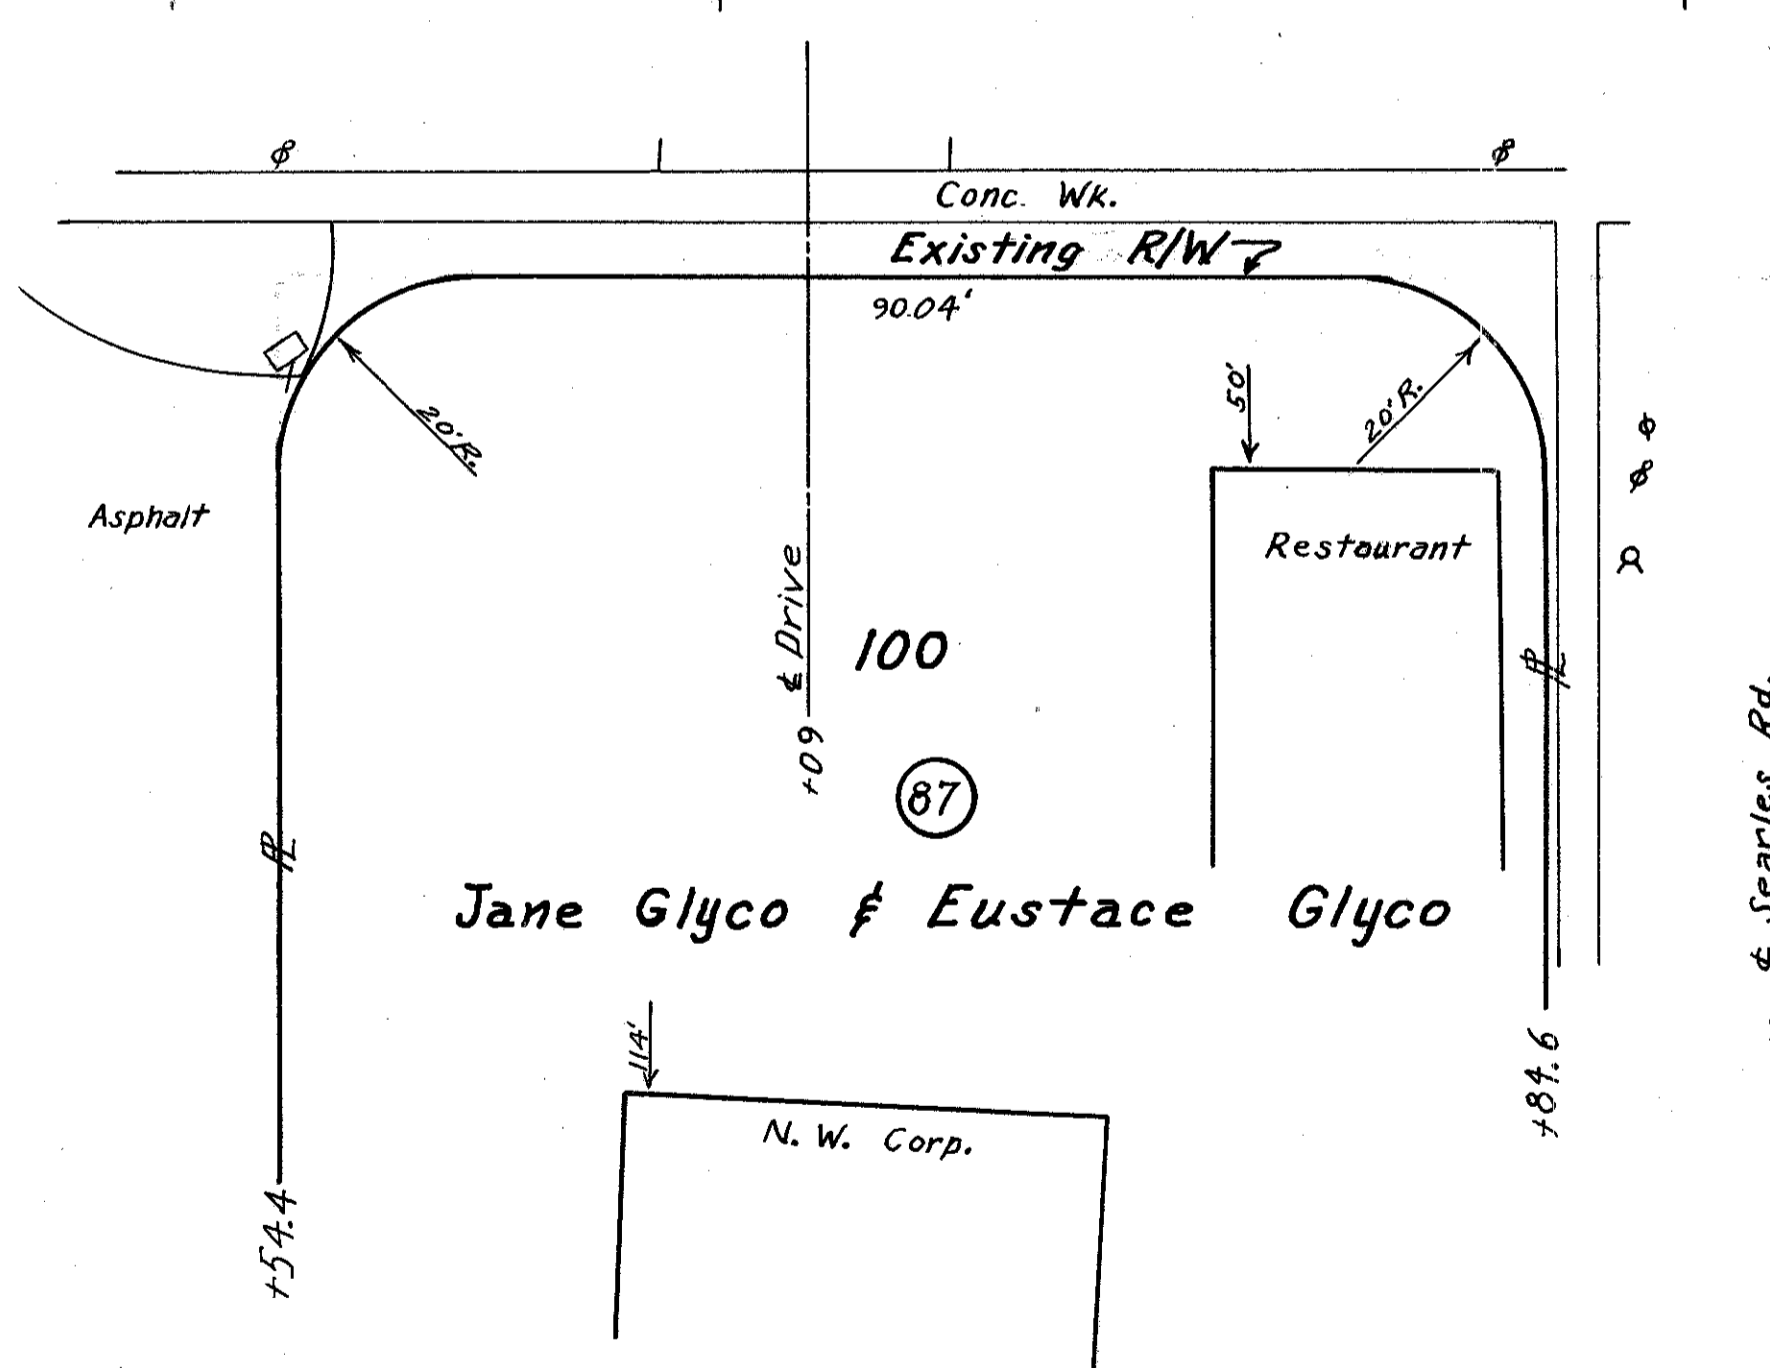 Conc. Wk.
Existing R/W
90.04'
20' R.
50'
20' R.
Asphalt
Restaurant
℄ Drive
100
+09
87
℄ Searles Rd.
Jane Glyco & Eustace Glyco
114'
+84.6
N. W. Corp.
+54.4